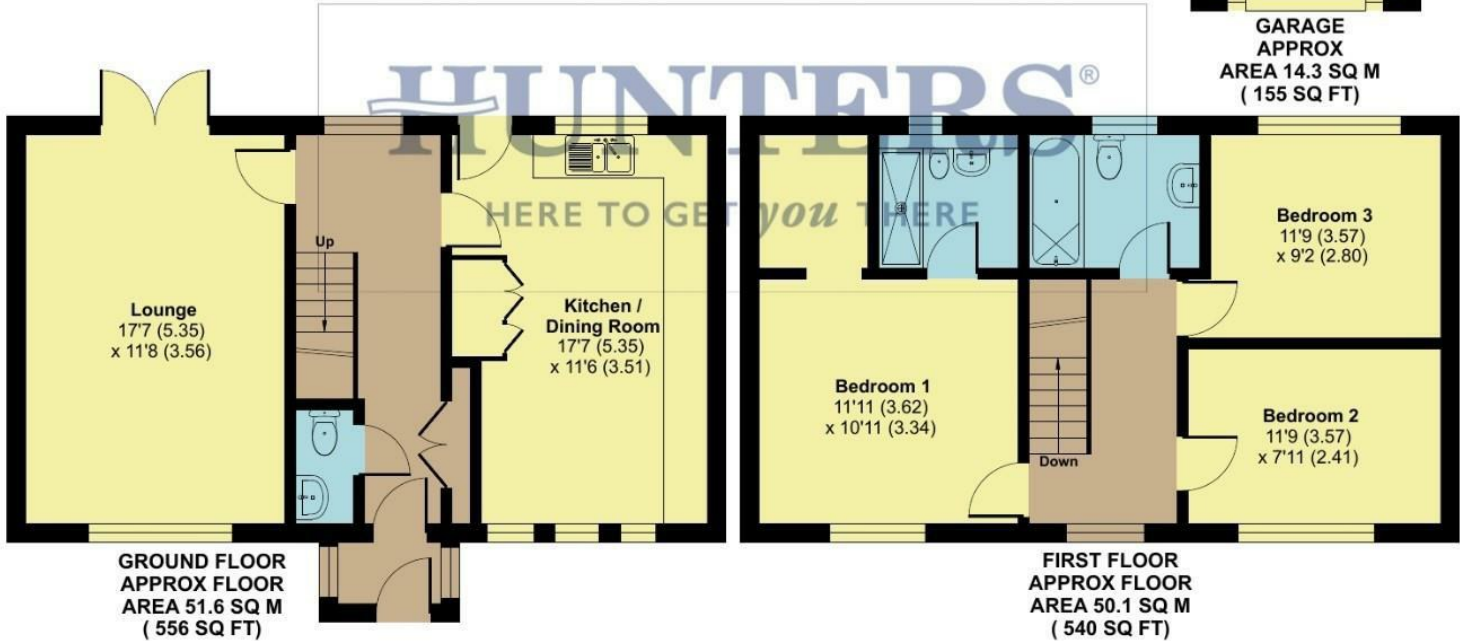 GARAGE
APPROX
AREA 14.3 SQ M
( 155 SQ FT)
HUNTERS®
HERE TO GET you THERE
Up
Lounge
17'7 (5.35)
x 11'8 (3.56)
Kitchen /
Dining Room
17'7 (5.35)
x 11'6 (3.51)
GROUND FLOOR
APPROX FLOOR
AREA 51.6 SQ M
( 556 SQ FT)
Bedroom 3
11'9 (3.57)
x 9'2 (2.80)
Bedroom 1
11'11 (3.62)
x 10'11 (3.34)
Down
Bedroom 2
11'9 (3.57)
x 7'11 (2.41)
FIRST FLOOR
APPROX FLOOR
AREA 50.1 SQ M
( 540 SQ FT)